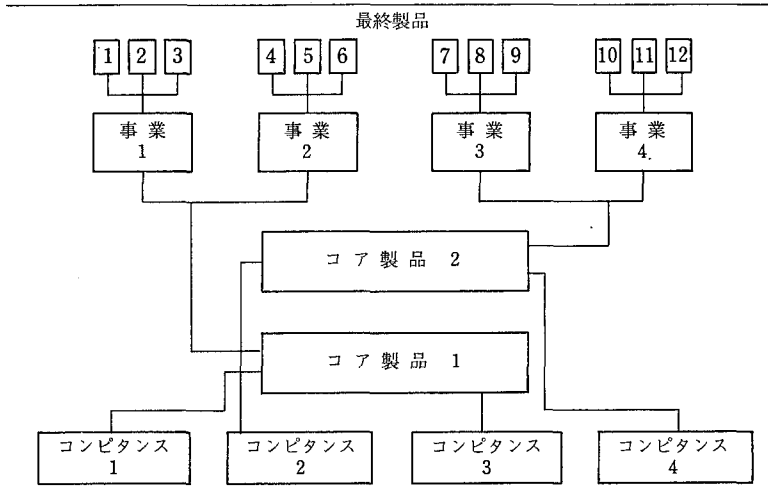 最終製品
1 2 3 4 5 6 7 8 9 10 11 12
事業 事業 事業 事業
1 2 3 4.
コア製品 2
コア製品 1
コンピタンス コンピタンス コンピタンス コンピタンス
1 2 3 4